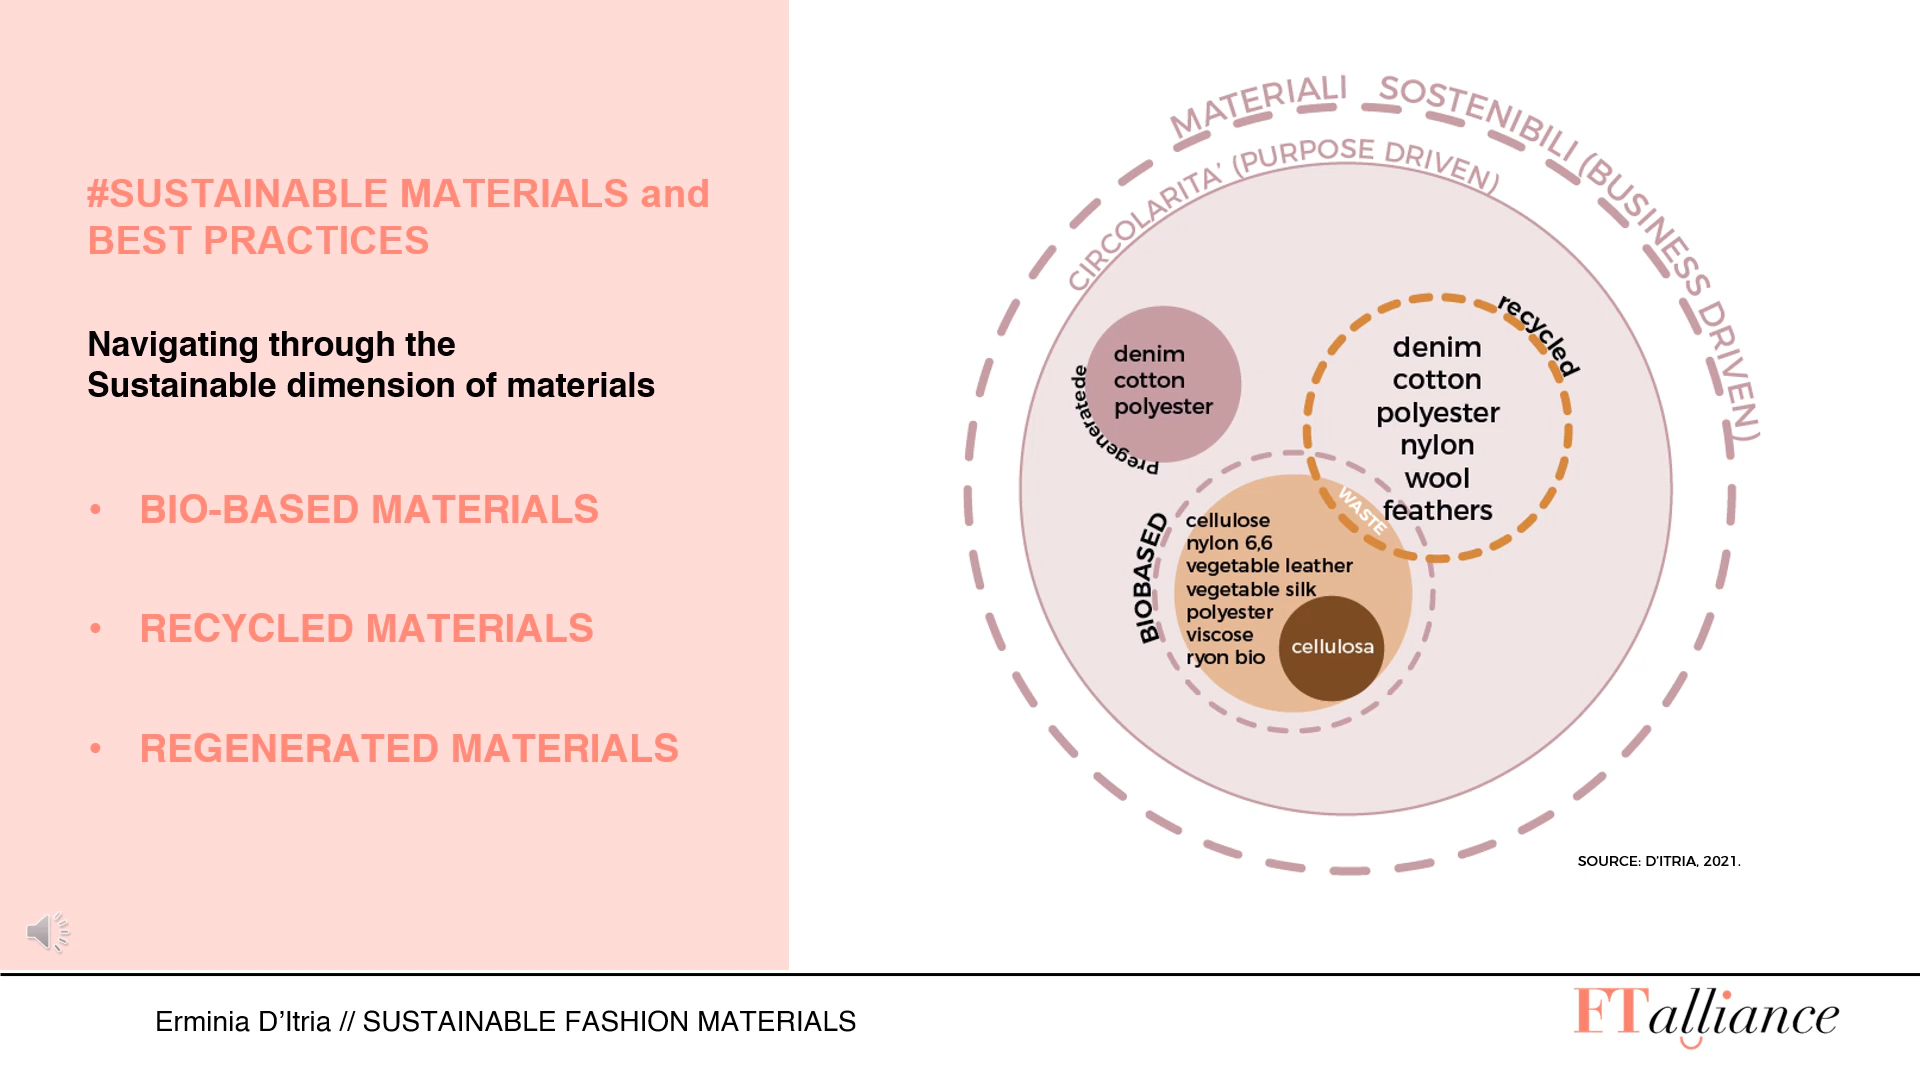 #SUSTAINABLE MATERIALS and
BEST PRACTICES
Navigating through the
Sustainable dimension of materials
• BIO-BASED MATERIALS
• RECYCLED MATERIALS
• REGENERATED MATERIALS
MATERIALI SOSTENIBILI (BUSINESS DRIVEN)
CIRCOLARITA' (PURPOSE DRIVEN)
denim
cotton
polyester
pregeneratede
recycled
denim
cotton
polyester
nylon
wool
feathers
WASTE
BIOBASED
cellulose
nylon 6,6
vegetable leather
vegetable silk
polyester
viscose
ryon bio
cellulosa
SOURCE: D'ITRIA, 2021.
Erminia D'Itria // SUSTAINABLE FASHION MATERIALS
FTalliance